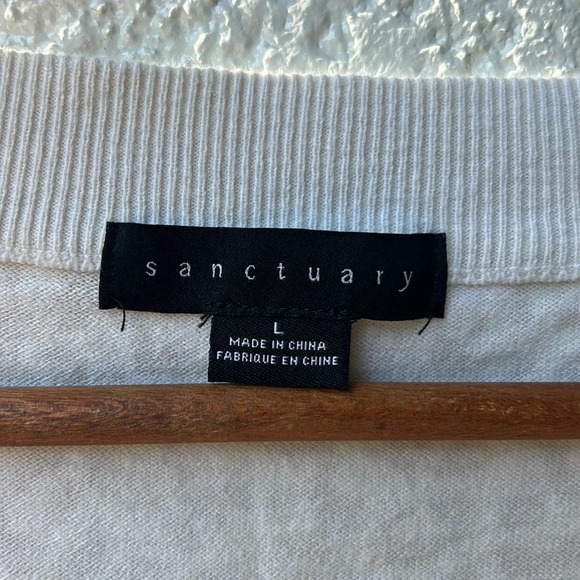 sanctuary
L
MADE IN CHINA
FABRIQUE EN CHINE